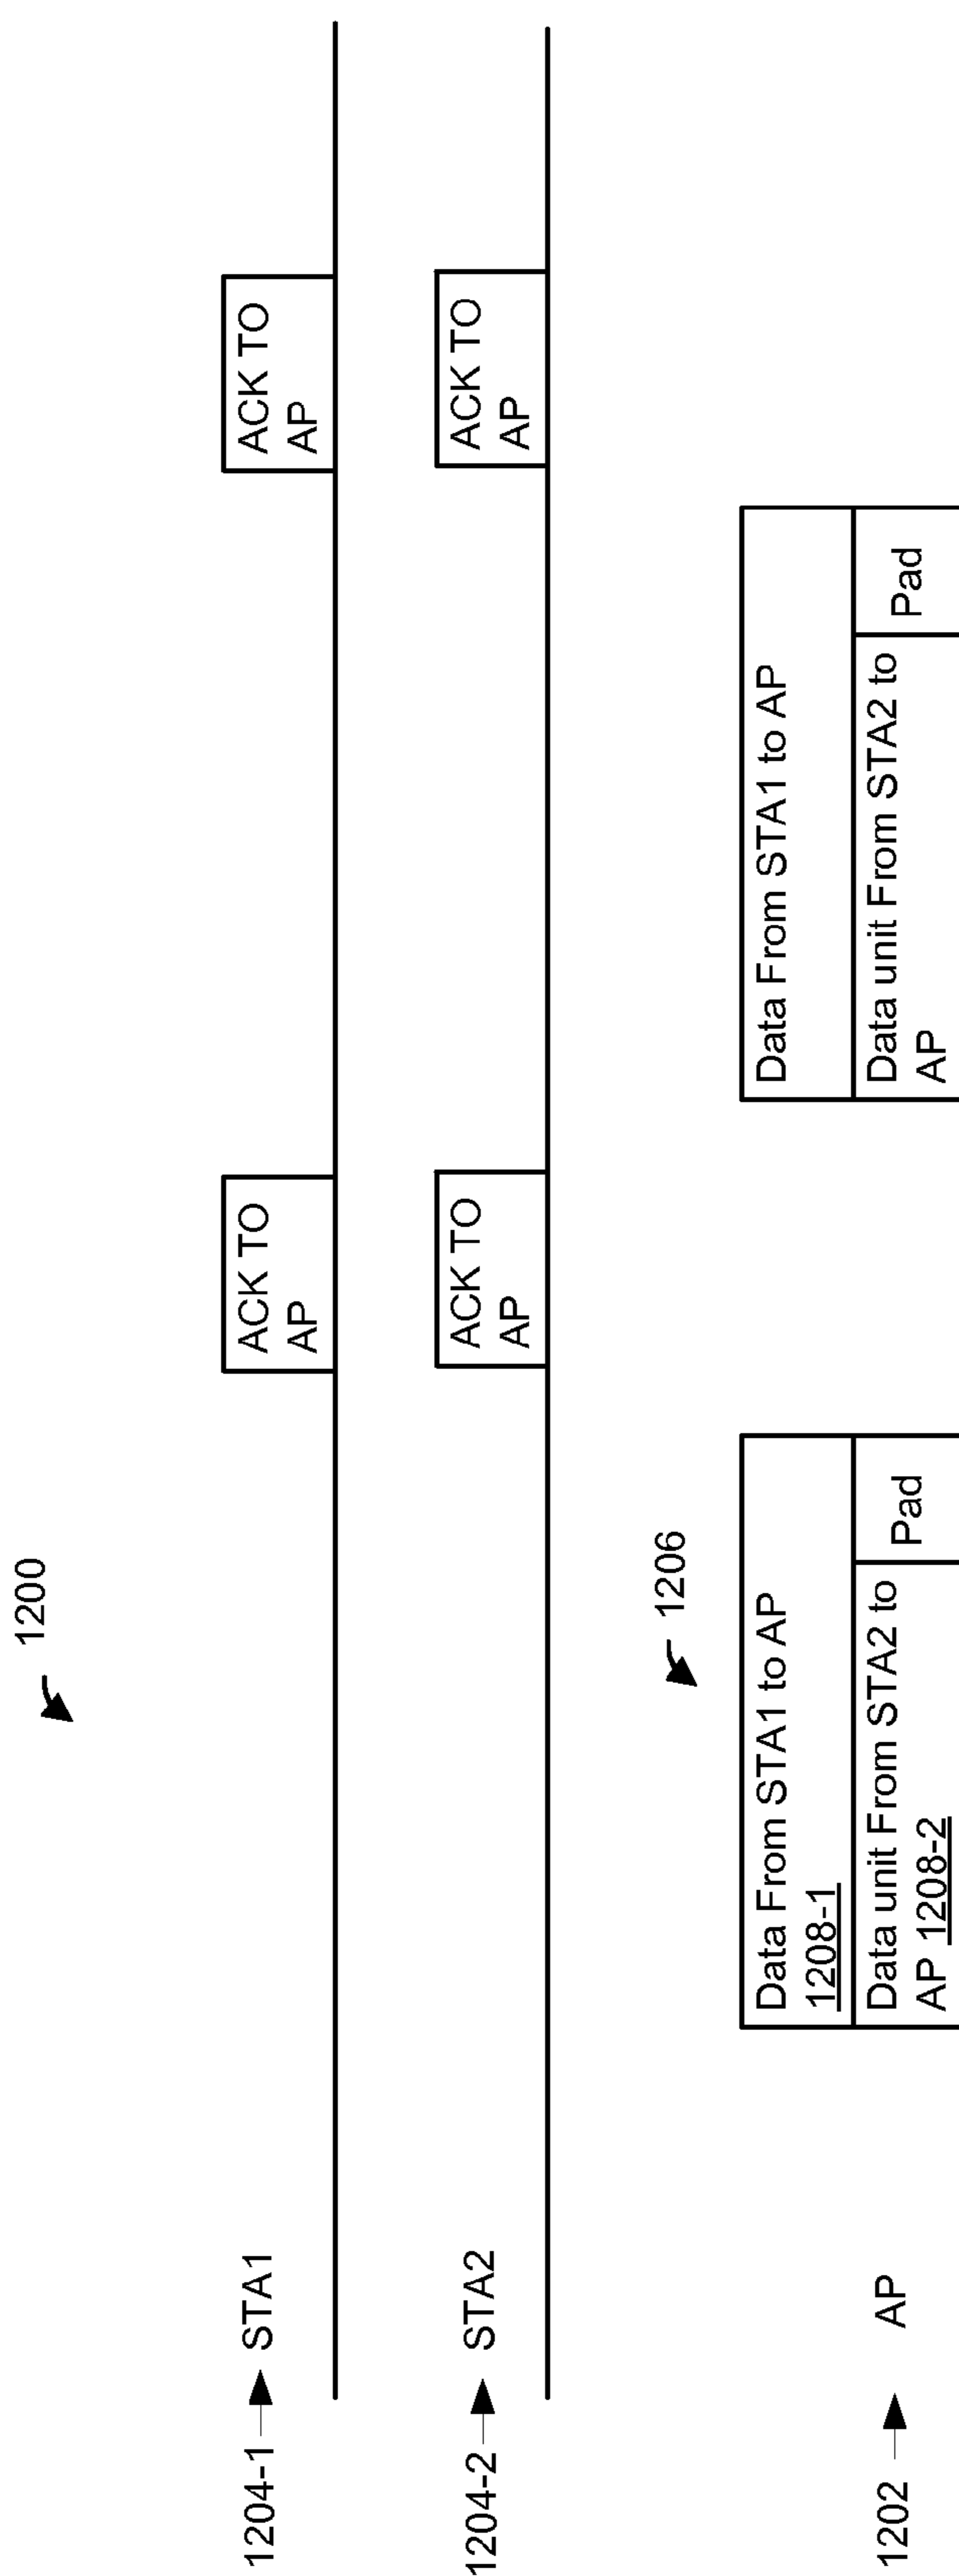 1200
1204-1
STA1
ACK TO
AP
ACK TO
AP
1204-2
STA2
ACK TO
AP
ACK TO
AP
1206
1202
AP
Data From STA1 to AP
1208-1
Data unit From STA2 to
AP 1208-2
Pad
Data From STA1 to AP
Data unit From STA2 to
AP
Pad